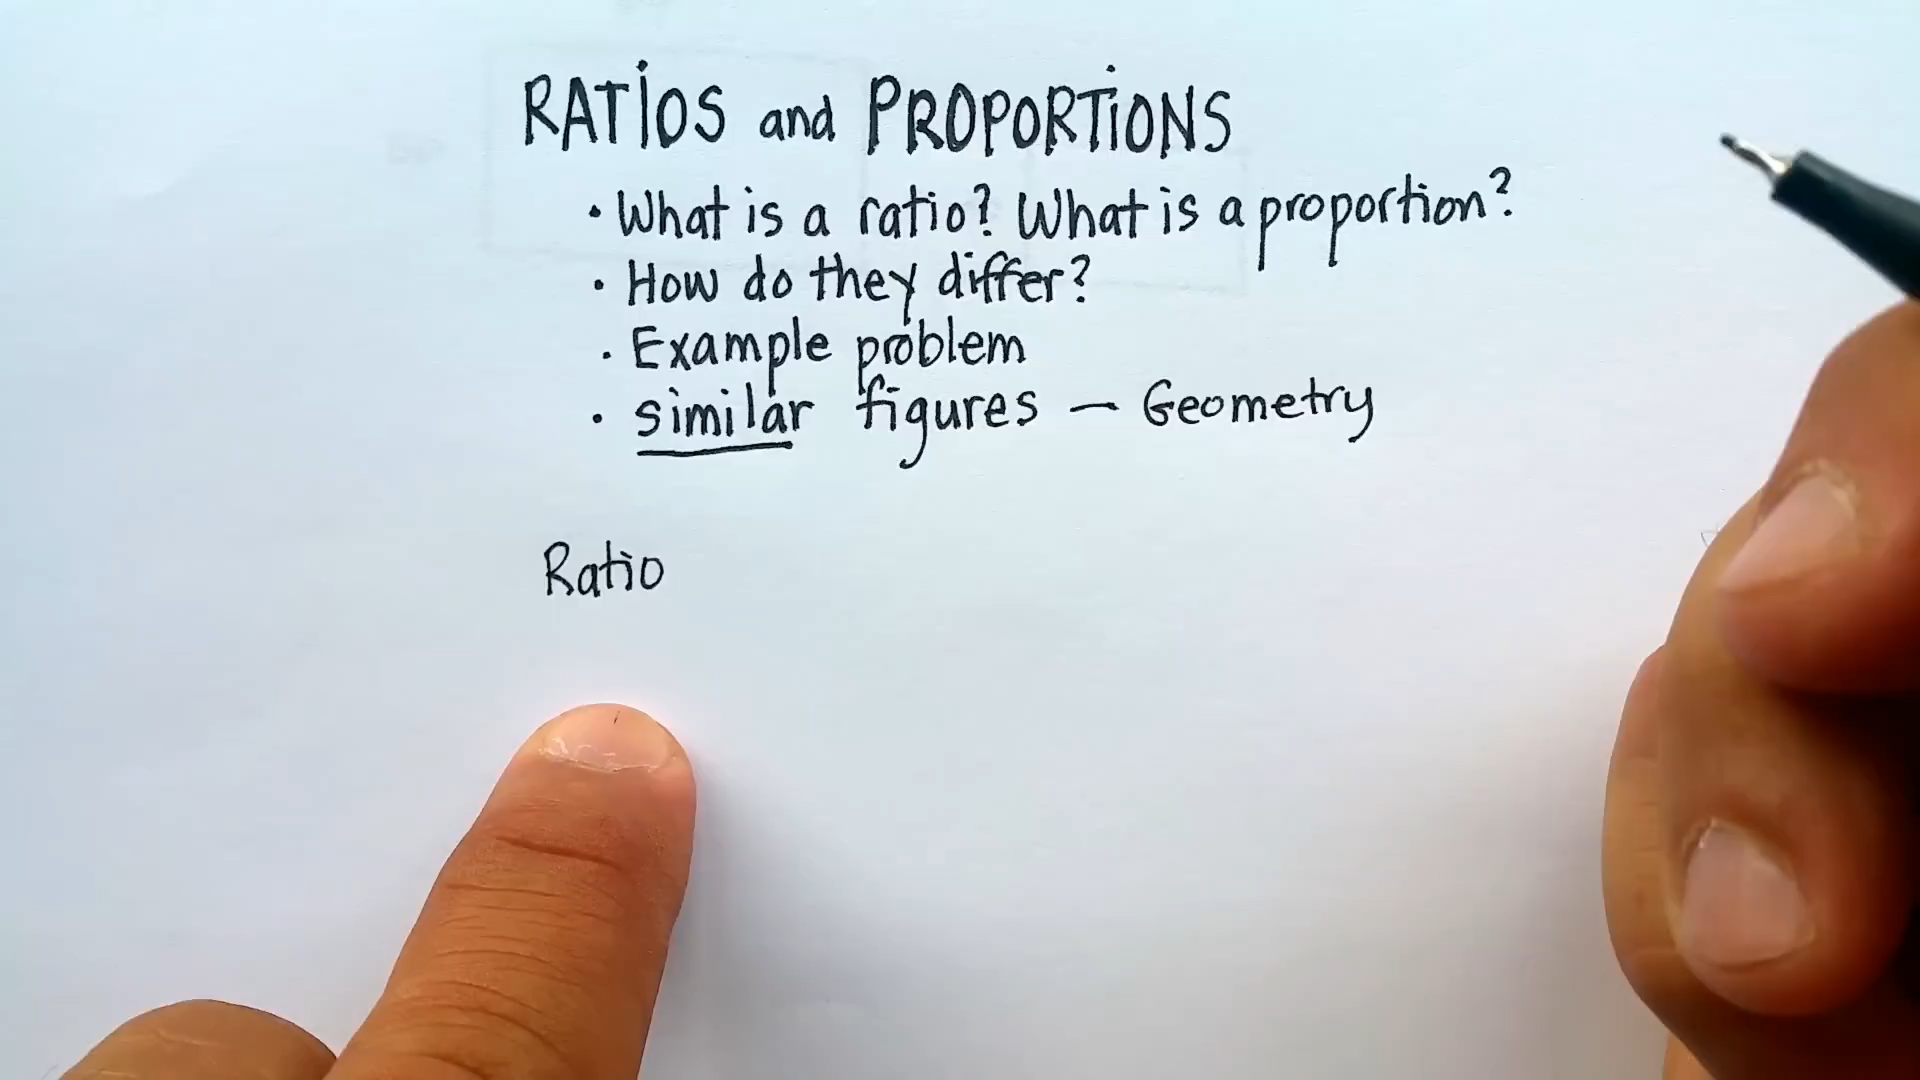 RATIOS and PROPORTIONS
• What is a ratio? What is a proportion?
• How do they differ?
• Example problem
• similar figures — Geometry
Ratio